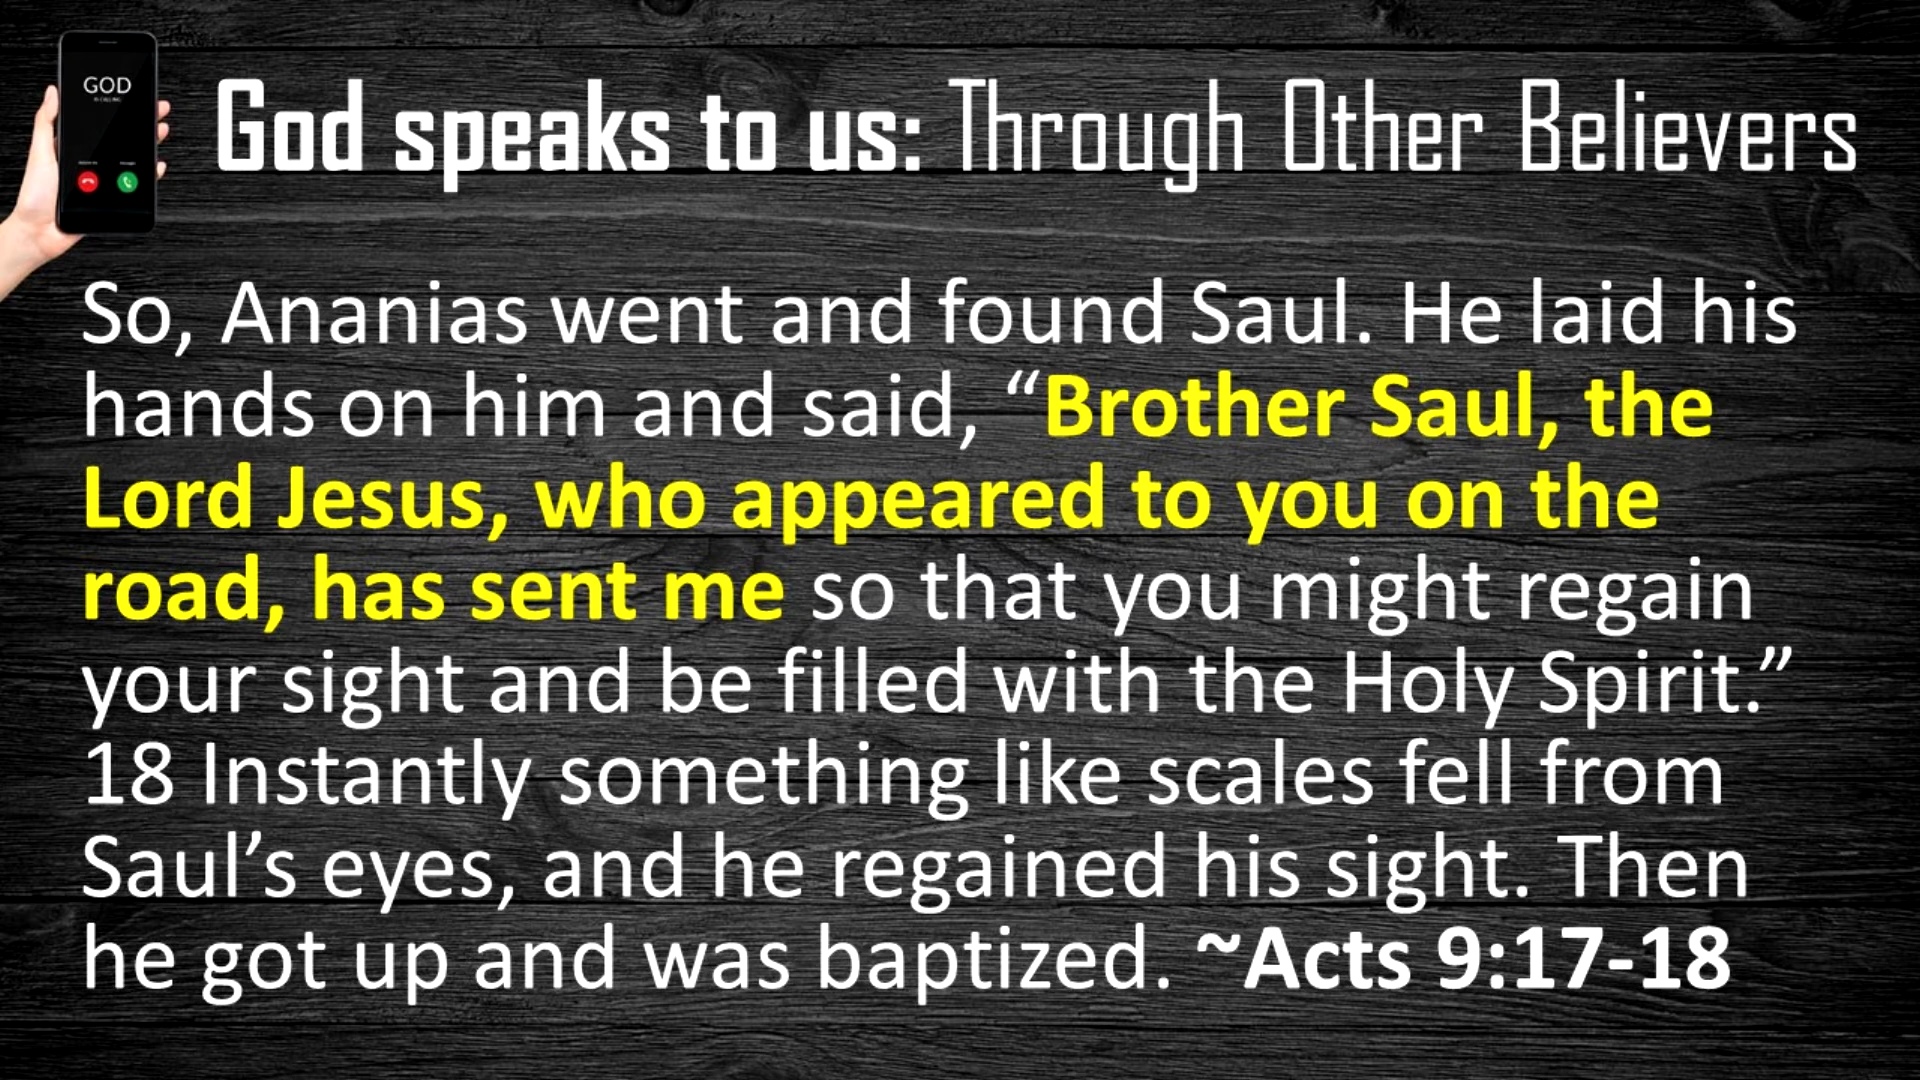 GOD
IS CALLING
God speaks to us: Through Other Believers
So, Ananias went and found Saul. He laid his
hands on him and said, “Brother Saul, the
Lord Jesus, who appeared to you on the
road, has sent me so that you might regain
your sight and be filled with the Holy Spirit.”
18 Instantly something like scales fell from
Saul’s eyes, and he regained his sight. Then
he got up and was baptized. ~Acts 9:17-18